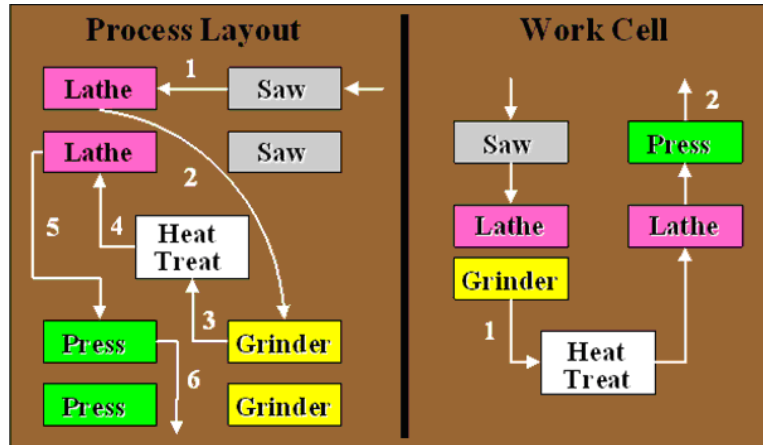 Process Layout
Lathe
1
Saw
Lathe
2
Saw
5
4
Heat
Treat
3
Press
Grinder
6
Press
Grinder
Work Cell
2
Saw
Press
Lathe
Lathe
Grinder
1
Heat
Treat